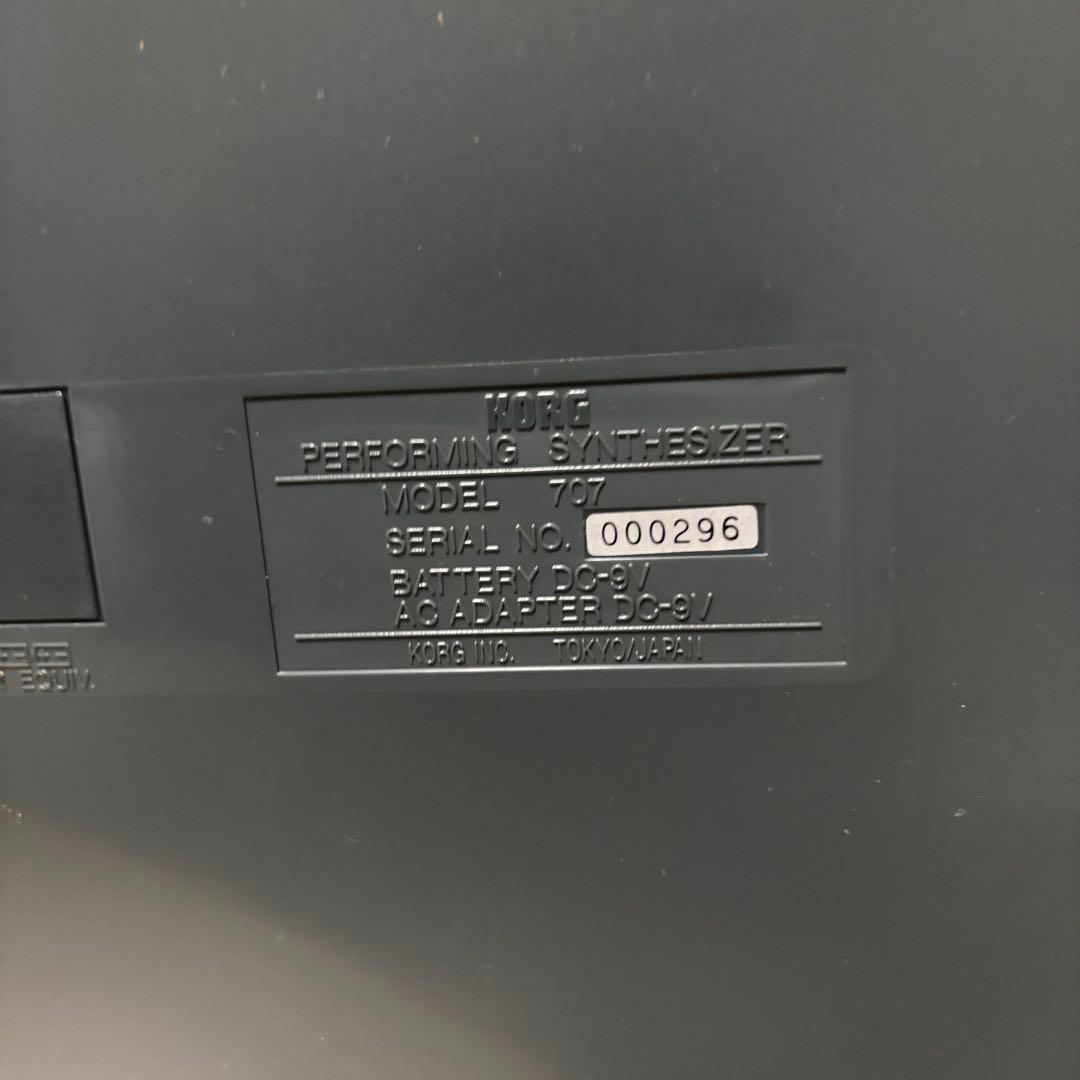 KORG
PERFORMING SYNTHESIZER
MODEL 707
SERIAL NO. 000296
BATTERY DC-9V
AC ADAPTER DC-9V
KORG INC. TOKYO/JAPAN
EQUIV.